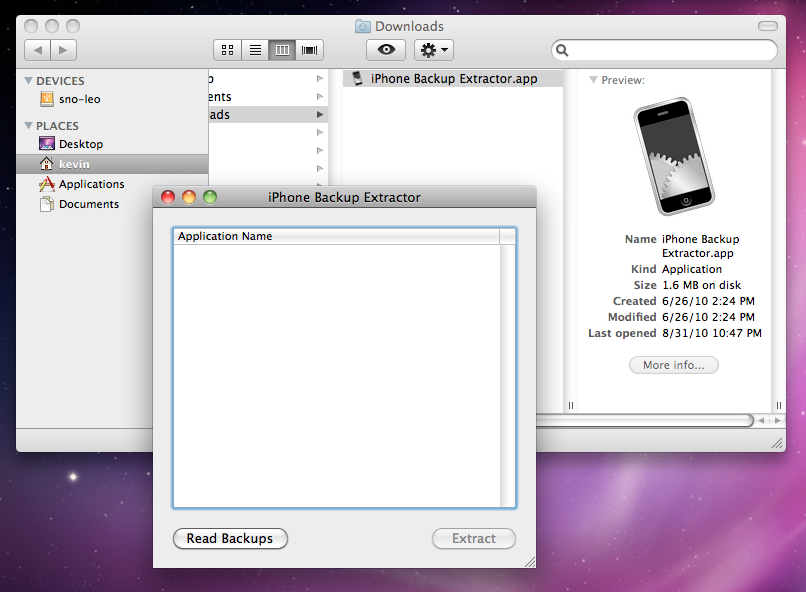 Downloads
DEVICES
sno-leo
PLACES
Desktop
kevin
Applications
Documents
ents
ads
iPhone Backup Extractor.app
Preview:
Name iPhone Backup
Extractor.app
Kind Application
Size 1.6 MB on disk
Created 6/26/10 2:24 PM
Modified 6/26/10 2:24 PM
Last opened 8/31/10 10:47 PM
More info...
iPhone Backup Extractor
Application Name
Read Backups
Extract